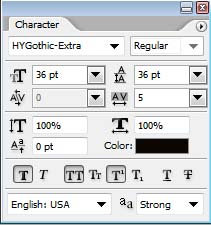 Character
HYGothic-Extra Regular
36 pt 36 pt
0 5
100% 100%
0 pt Color:
T T TT Tt T¹ T₁ T T
English: USA aa Strong